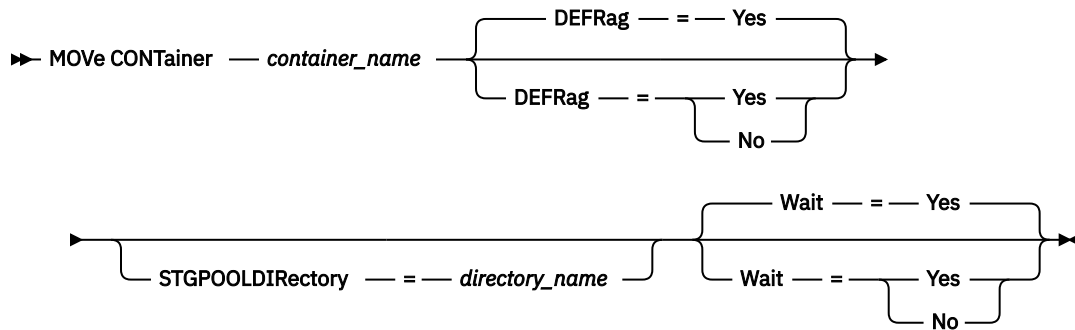 DEFRag = Yes
MOVe CONTainer container_name
DEFRag = Yes
No
Wait = Yes
STGPOOLDIRectory = directory_name
Wait = Yes
No